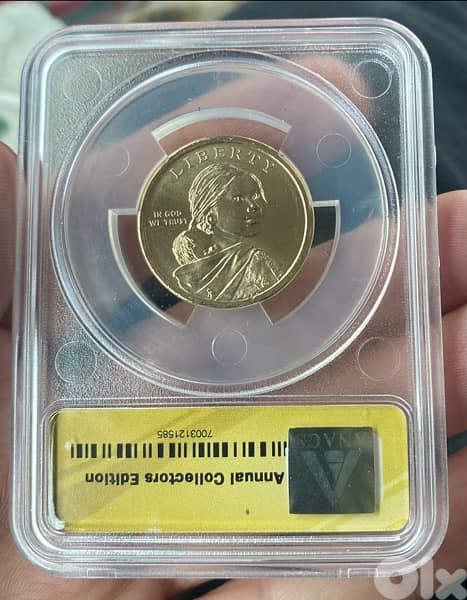 LIBERTY
IN GOD
WE TRUST
7003121585
Annual Collectors Edition
ANACS
Olx